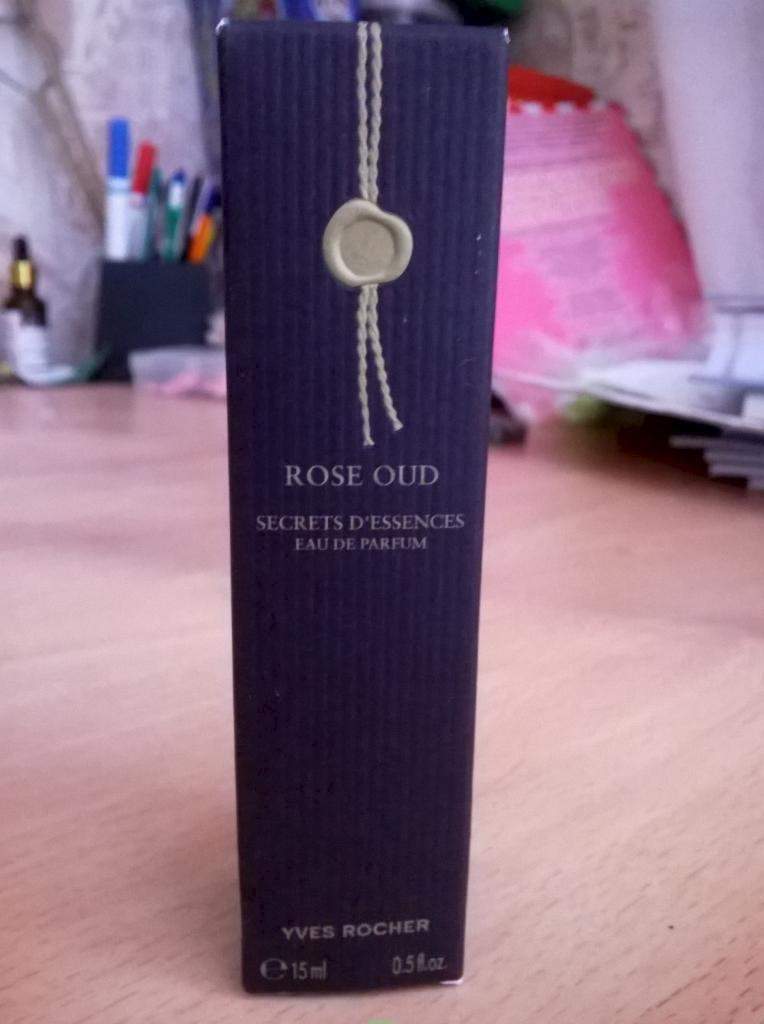 ROSE OUD
SECRETS D'ESSENCES
EAU DE PARFUM
YVES ROCHER
℮ 15 ml 0.5 fl.oz.